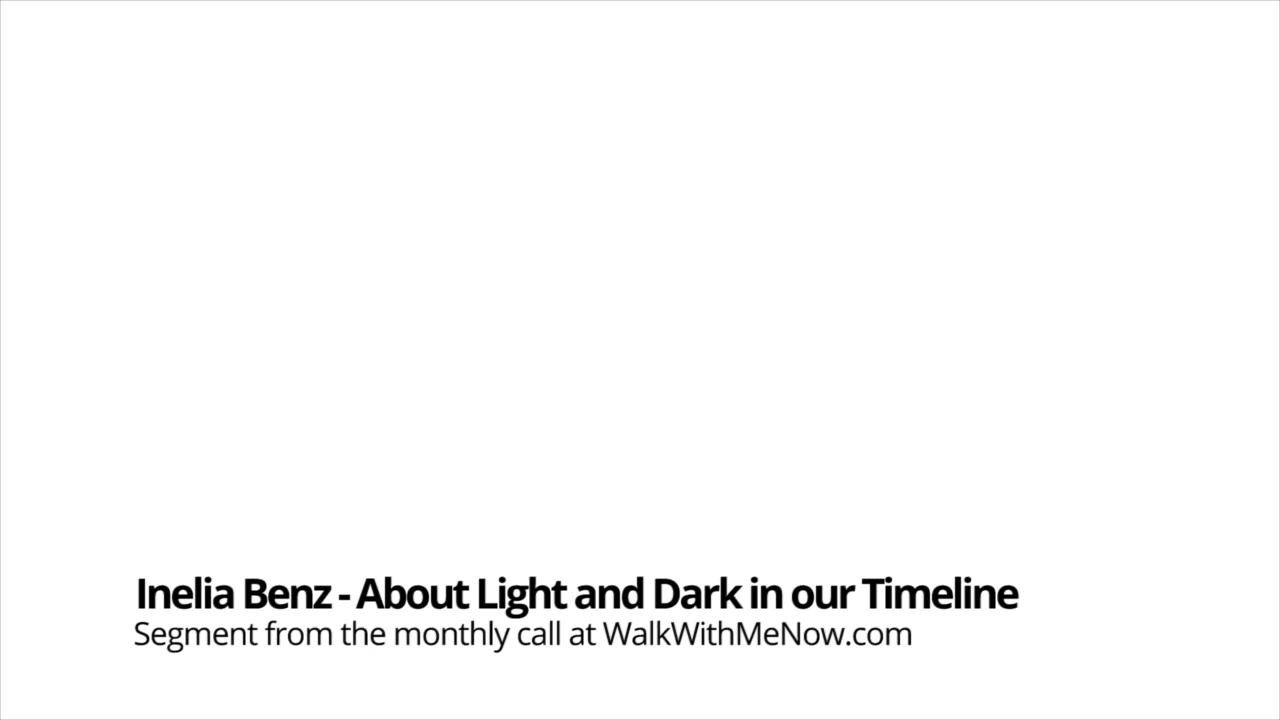 Inelia Benz - About Light and Dark in our Timeline
Segment from the monthly call at WalkWithMeNow.com